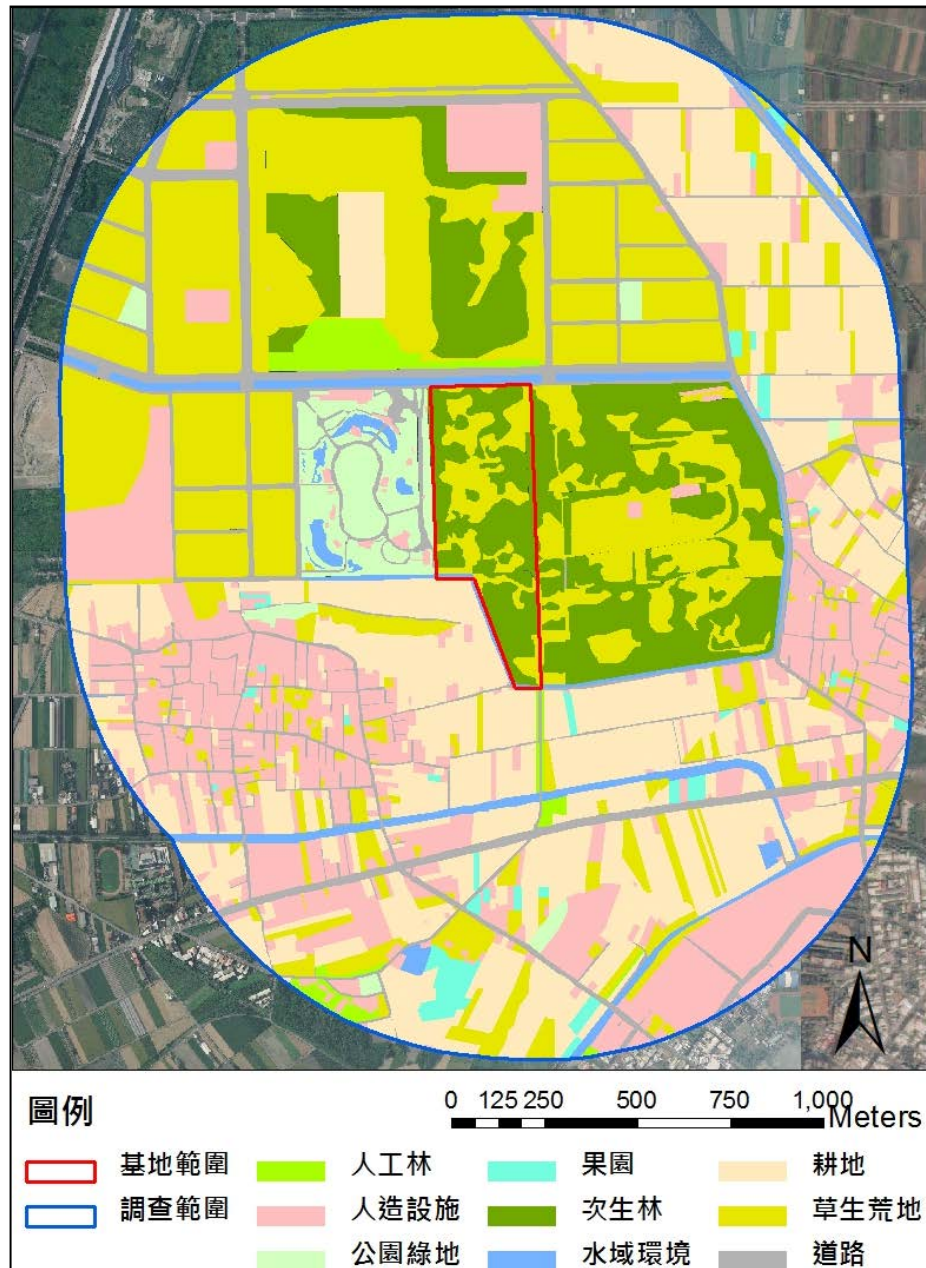 N
圖例
0 125 250 500 750 1,000 Meters
基地範圍 人工林 果園 耕地
調查範圍 人造設施 次生林 草生荒地
公園綠地 水域環境 道路